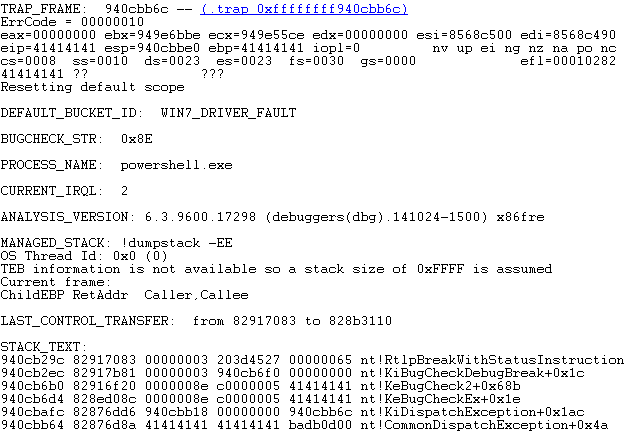 TRAP_FRAME:  940cbb6c -- (.trap 0xffffffff940cbb6c)
ErrCode = 00000010
eax=00000000 ebx=949e6bbe ecx=949e55ce edx=00000000 esi=8568c500 edi=8568c490
eip=41414141 esp=940cbbe0 ebp=41414141 iopl=0         nv up ei ng nz na po nc
cs=0008  ss=0010  ds=0023  es=0023  fs=0030  gs=0000             efl=00010282
41414141 ??              ???
Resetting default scope
DEFAULT_BUCKET_ID:  WIN7_DRIVER_FAULT
BUGCHECK_STR:  0x8E
PROCESS_NAME:  powershell.exe
CURRENT_IRQL:  2
ANALYSIS_VERSION: 6.3.9600.17298 (debuggers(dbg).141024-1500) x86fre
MANAGED_STACK: !dumpstack -EE
OS Thread Id: 0x0 (0)
TEB information is not available so a stack size of 0xFFFF is assumed
Current frame:
ChildEBP RetAddr  Caller,Callee
LAST_CONTROL_TRANSFER:  from 82917083 to 828b3110
STACK_TEXT:
940cb29c 82917083 00000003 203d4527 00000065 nt!RtlpBreakWithStatusInstruction
940cb2ec 82917b81 00000003 940cb6f0 00000000 nt!KiBugCheckDebugBreak+0x1c
940cb6b0 82916f20 0000008e c0000005 41414141 nt!KeBugCheck2+0x68b
940cb6d4 828ed08c 0000008e c0000005 41414141 nt!KeBugCheckEx+0x1e
940cbafc 82876dd6 940cbb18 00000000 940cbb6c nt!KiDispatchException+0x1ac
940cbb64 82876d8a 41414141 41414141 badb0d00 nt!CommonDispatchException+0x4a